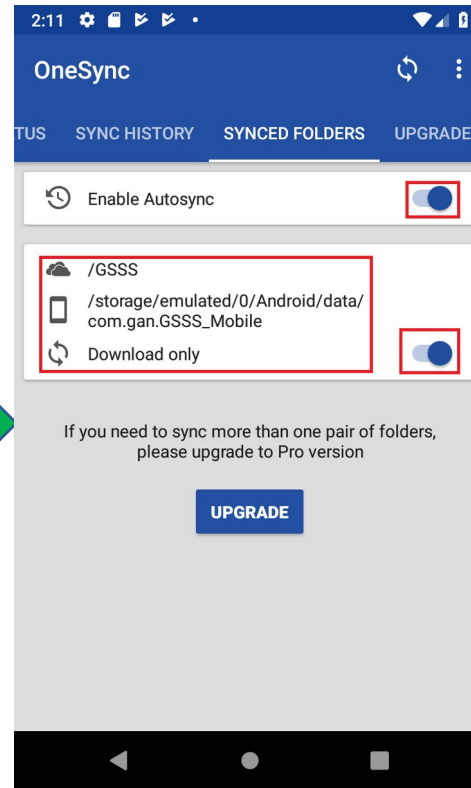 2:11
OneSync
TUS SYNC HISTORY SYNCED FOLDERS UPGRADE
Enable Autosync
/GSSS
/storage/emulated/0/Android/data/
com.gan.GSSS_Mobile
Download only
If you need to sync more than one pair of folders,
please upgrade to Pro version
UPGRADE